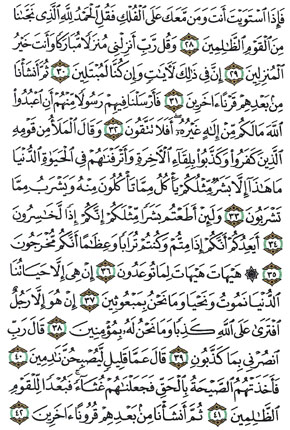 فَإِذَا ٱسْتَوَيْتَ أَنتَ وَمَن مَّعَكَ عَلَى ٱلْفُلْكِ فَقُلِ ٱلْحَمْدُ لِلَّهِ ٱلَّذِى نَجَّىٰنَا
مِنَ ٱلْقَوْمِ ٱلظَّٰلِمِينَ ٢٨ وَقُل رَّبِّ أَنزِلْنِى مُنزَلًا مُّبَارَكًا وَأَنتَ خَيْرُ
ٱلْمُنزِلِينَ ٢٩ إِنَّ فِى ذَٰلِكَ لَءَايَٰتٍ وَإِن كُنَّا لَمُبْتَلِينَ ٣٠ ثُمَّ أَنشَأْنَا
مِنۢ بَعْدِهِمْ قَرْنًا ءَاخَرِينَ ٣١ فَأَرْسَلْنَا فِيهِمْ رَسُولًا مِّنْهُمْ أَنِ ٱعْبُدُوا۟
ٱللَّهَ مَا لَكُم مِّنْ إِلَٰهٍ غَيْرُهُۥٓ أَفَلَا تَتَّقُونَ ٣٢ وَقَالَ ٱلْمَلَأُ مِن قَوْمِهِ
ٱلَّذِينَ كَفَرُوا۟ وَكَذَّبُوا۟ بِلِقَآءِ ٱلْءَاخِرَةِ وَأَتْرَفْنَٰهُمْ فِى ٱلْحَيَوٰةِ ٱلدُّنْيَا
مَا هَٰذَآ إِلَّا بَشَرٌ مِّثْلُكُمْ يَأْكُلُ مِمَّا تَأْكُلُونَ مِنْهُ وَيَشْرَبُ مِمَّا
تَشْرَبُونَ ٣٣ وَلَئِنْ أَطَعْتُم بَشَرًا مِّثْلَكُمْ إِنَّكُمْ إِذًا لَّخَٰسِرُونَ
٣٤ أَيَعِدُكُمْ أَنَّكُمْ إِذَا مِتُّمْ وَكُنتُمْ تُرَابًا وَعِظَٰمًا أَنَّكُم مُّخْرَجُونَ
٣٥ ۞ هَيْهَاتَ هَيْهَاتَ لِمَا تُوعَدُونَ ٣٦ إِنْ هِىَ إِلَّا حَيَاتُنَا
ٱلدُّنْيَا نَمُوتُ وَنَحْيَا وَمَا نَحْنُ بِمَبْعُوثِينَ ٣٧ إِنْ هُوَ إِلَّا رَجُلٌ
ٱفْتَرَىٰ عَلَى ٱللَّهِ كَذِبًا وَمَا نَحْنُ لَهُۥ بِمُؤْمِنِينَ ٣٨ قَالَ رَبِّ
ٱنصُرْنِى بِمَا كَذَّبُونِ ٣٩ قَالَ عَمَّا قَلِيلٍ لَّيُصْبِحُنَّ نَٰدِمِينَ ٤٠
فَأَخَذَتْهُمُ ٱلصَّيْحَةُ بِٱلْحَقِّ فَجَعَلْنَٰهُمْ غُثَآءً فَبُعْدًا لِّلْقَوْمِ
ٱلظَّٰلِمِينَ ٤١ ثُمَّ أَنشَأْنَا مِنۢ بَعْدِهِمْ قُرُونًا ءَاخَرِينَ ٤٢